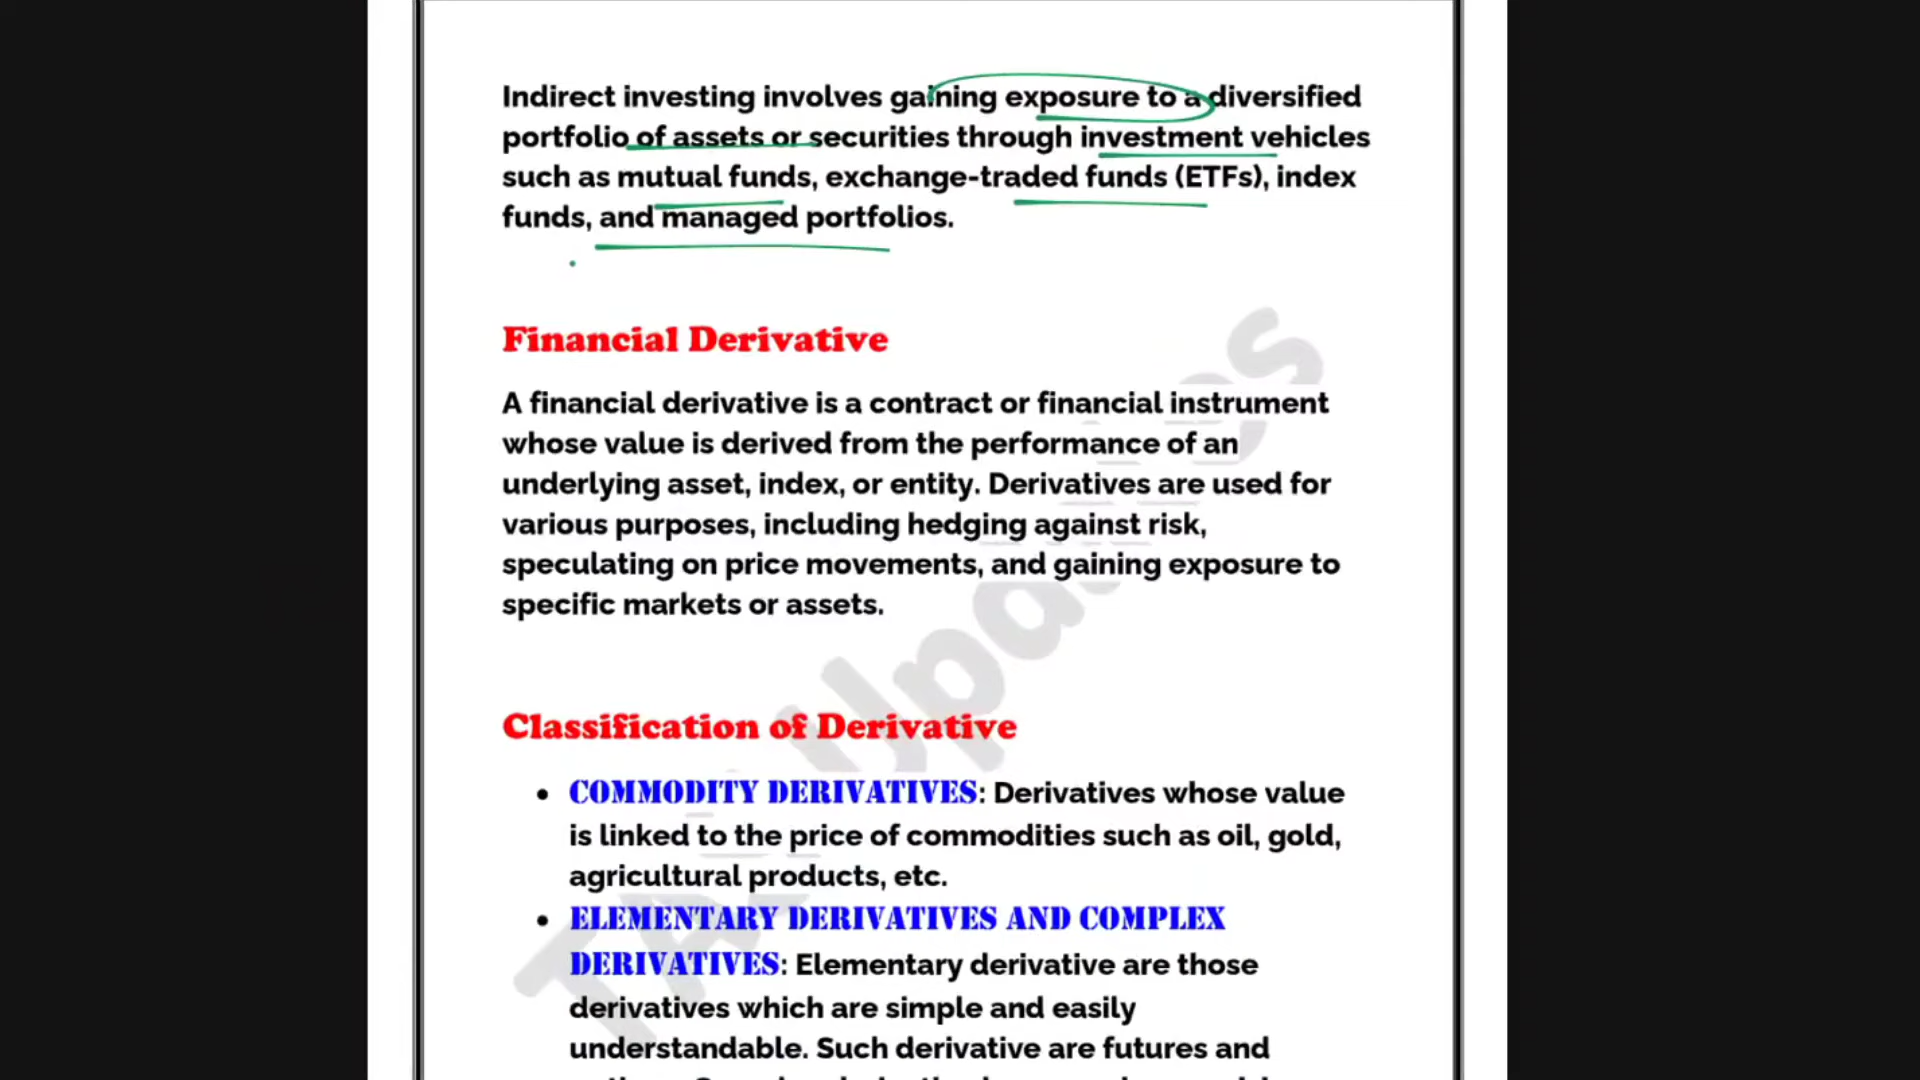 Indirect investing involves gaining exposure to a diversified
portfolio of assets or securities through investment vehicles
such as mutual funds, exchange-traded funds (ETFs), index
funds, and managed portfolios.
Financial Derivative
A financial derivative is a contract or financial instrument
whose value is derived from the performance of an
underlying asset, index, or entity. Derivatives are used for
various purposes, including hedging against risk,
speculating on price movements, and gaining exposure to
specific markets or assets.
Classification of Derivative
• COMMODITY DERIVATIVES: Derivatives whose value
is linked to the price of commodities such as oil, gold,
agricultural products, etc.
• ELEMENTARY DERIVATIVES AND COMPLEX
DERIVATIVES: Elementary derivative are those
derivatives which are simple and easily
understandable. Such derivative are futures and